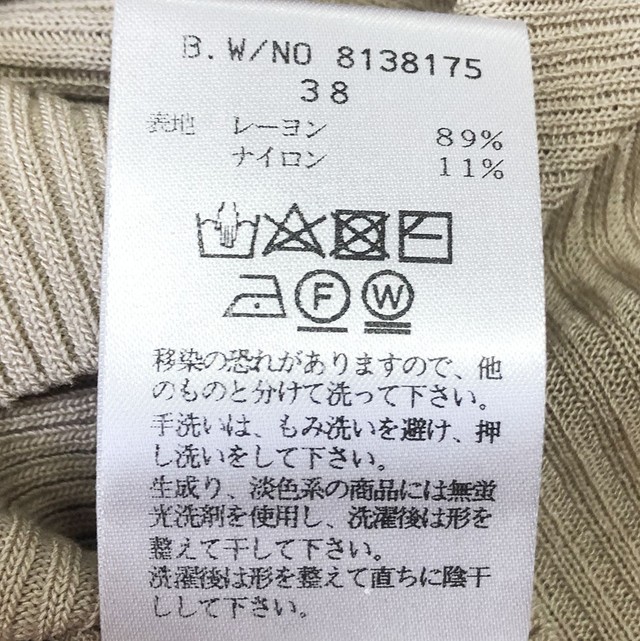 B.W/NO 8138175
38
表地 レーヨン 89%
ナイロン 11%
F W
移染の恐れがありますので、他
のものと分けて洗って下さい。
手洗いは、もみ洗いを避け、押
し洗いをして下さい。
生成り、淡色系の商品には無蛍
光洗剤を使用し、洗濯後は形を
整えて干して下さい。
洗濯後は形を整えて直ちに陰干
しして下さい。